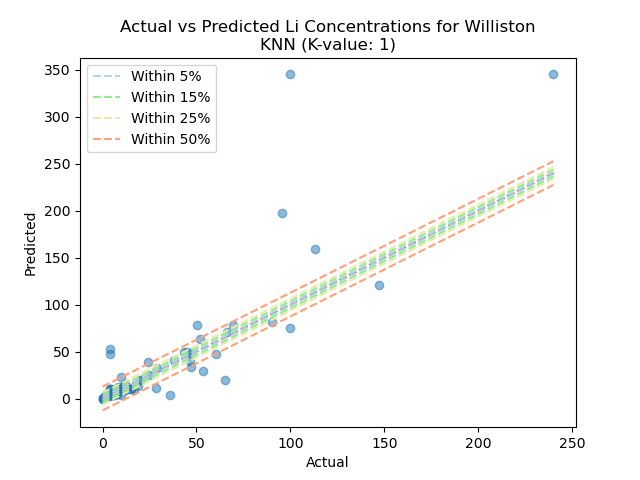 Actual vs Predicted Li Concentrations for Williston
KNN (K-value: 1)
350
300
250
200
150
100
50
0
Predicted
Within 5%
Within 15%
Within 25%
Within 50%
0
50
100
150
200
250
Actual